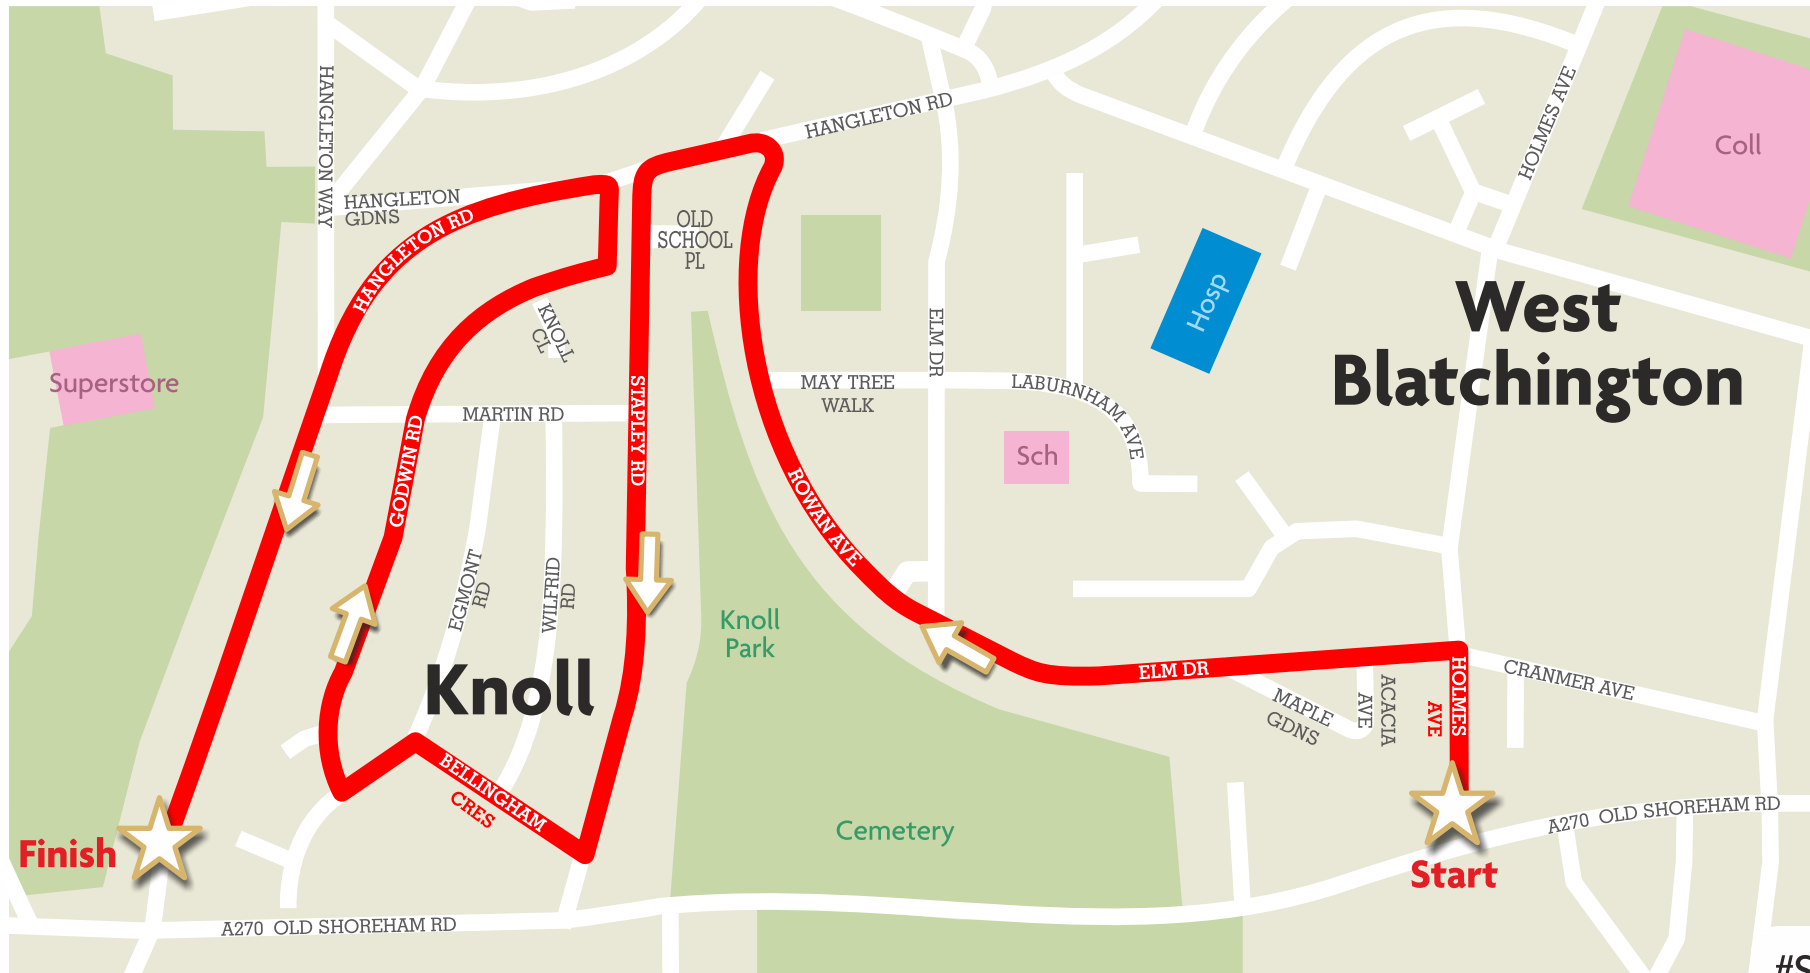 HANGLETON WAY
HANGLETON
GDNS
HANGLETON RD
HANGLETON RD
HOLMES AVE
Coll
OLD
SCHOOL
PL
Hosp
West
Blatchington
KNOLL
CL
ELM DR
Superstore
MAY TREE
WALK
LABURNHAM AVE
MARTIN RD
STAPLEY RD
GODWIN RD
Sch
ROWAN AVE
EGMONT
RD
WILFRID
RD
Knoll
Park
Knoll
ELM DR
HOLMES
AVE
CRANMER AVE
MAPLE
GDNS
ACACIA
AVE
BELLINGHAM
CRES
Cemetery
A270 OLD SHOREHAM RD
Finish
Start
A270 OLD SHOREHAM RD
#S